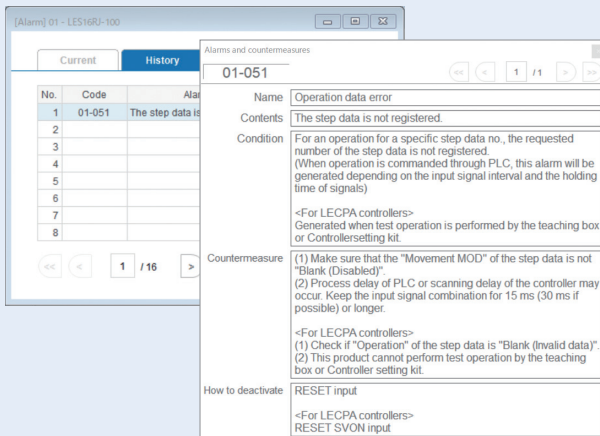 [Alarm] 01 - LES16RJ-100
Current
History
No.
Code
1
01-051
The step data is
2
3
4
5
6
7
8
<<
<
1
/ 16
>
Alarms and countermeasures
01-051
<<
<
1
/1
>
>>
Name
Operation data error
Contents
The step data is not registered.
Condition
For an operation for a specific step data no., the requested
number of the step data is not registered.
(When operation is commanded through PLC, this alarm will be
generated depending on the input signal interval and the holding
time of signals)
<For LECPA controllers>
Generated when test operation is performed by the teaching box
or Controllersetting kit.
Countermeasure
(1) Make sure that the "Movement MOD" of the step data is not
"Blank (Disabled)".
(2) Process delay of PLC or scanning delay of the controller may
occur. Keep the input signal combination for 15 ms (30 ms if
possible) or longer.
<For LECPA controllers>
(1) Check if "Operation" of the step data is "Blank (Invalid data)".
(2) This product cannot perform test operation by the teaching
box or Controller setting kit.
How to deactivate
RESET input
<For LECPA controllers>
RESET SVON input